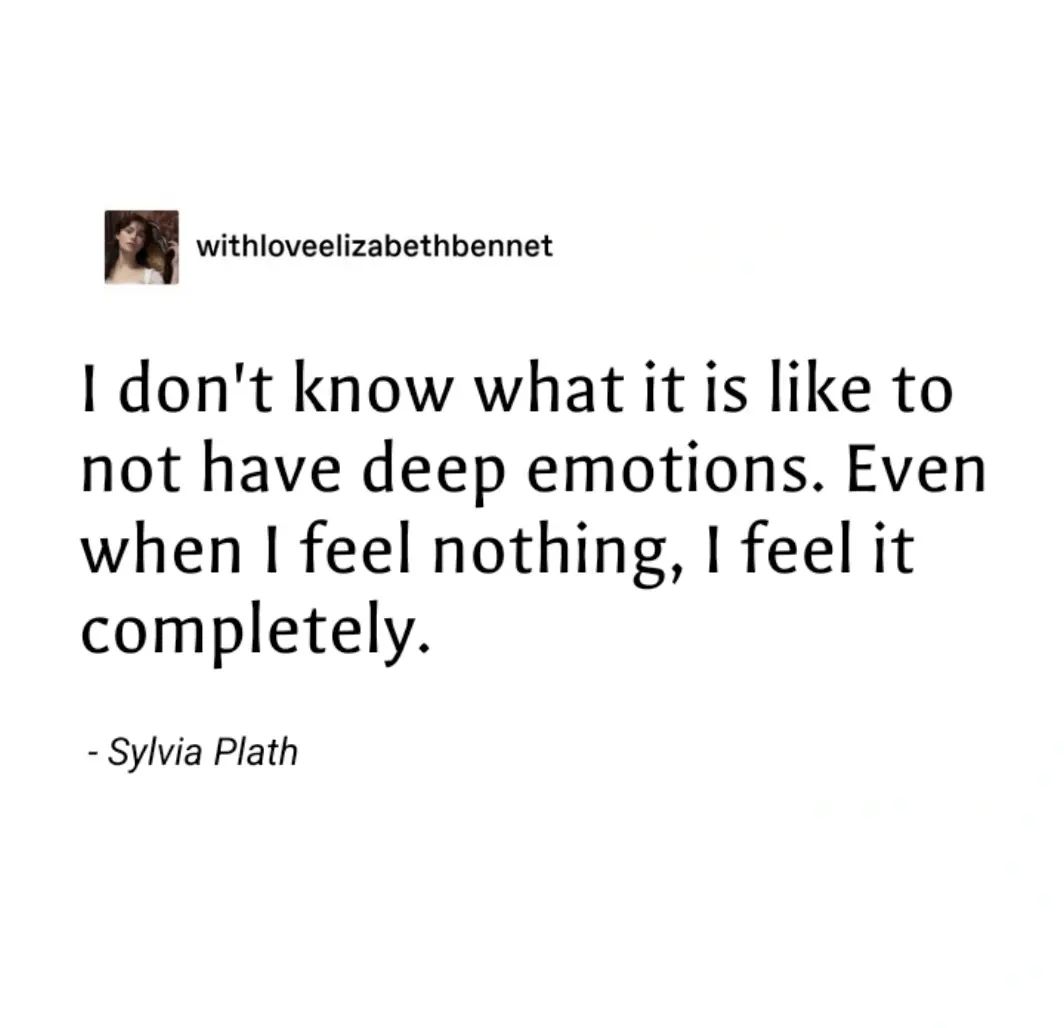 withloveelizabethbennet
I don't know what it is like to
not have deep emotions. Even
when I feel nothing, I feel it
completely.
- Sylvia Plath